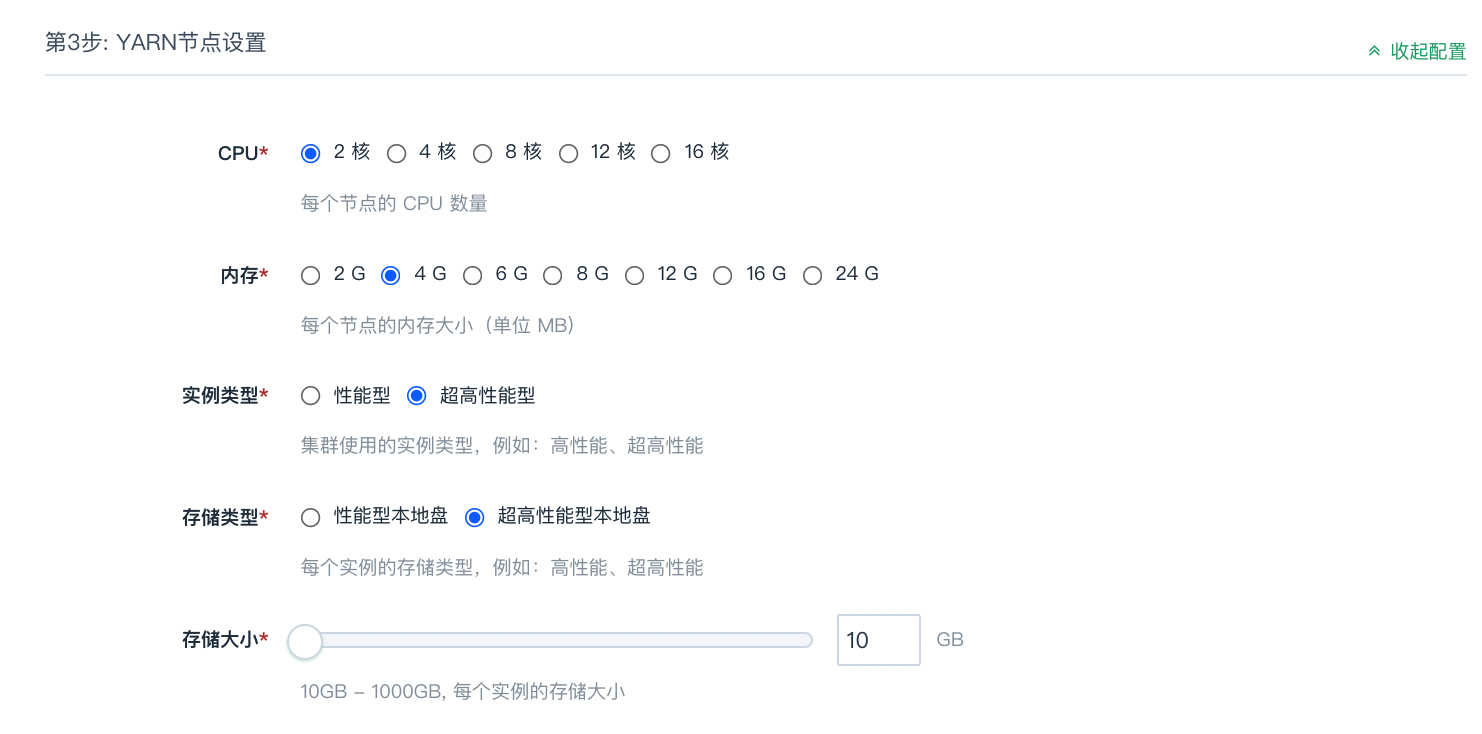 第3步: YARN节点设置
收起配置
CPU* 2 核 4 核 8 核 12 核 16 核
每个节点的 CPU 数量
内存* 2 G 4 G 6 G 8 G 12 G 16 G 24 G
每个节点的内存大小（单位 MB）
实例类型* 性能型 超高性能型
集群使用的实例类型，例如：高性能、超高性能
存储类型* 性能型本地盘 超高性能型本地盘
每个实例的存储类型，例如：高性能、超高性能
存储大小* 10 GB
10GB – 1000GB, 每个实例的存储大小